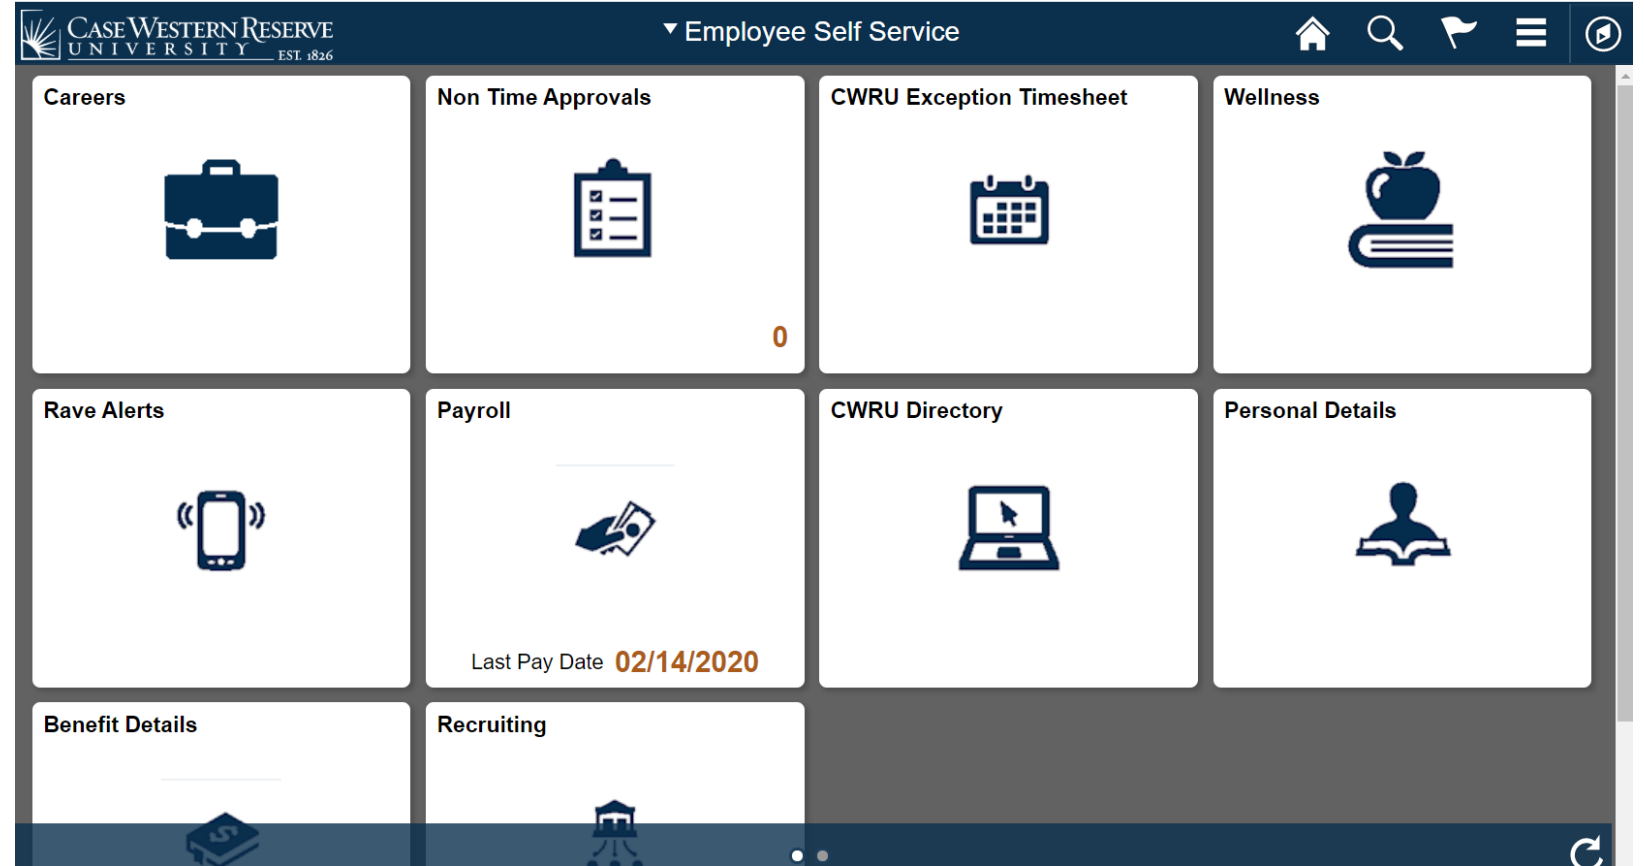 CASE WESTERN RESERVE
UNIVERSITY EST. 1826
Employee Self Service
Careers
Non Time Approvals
0
CWRU Exception Timesheet
Wellness
Rave Alerts
Payroll
Last Pay Date 02/14/2020
CWRU Directory
Personal Details
Benefit Details
Recruiting